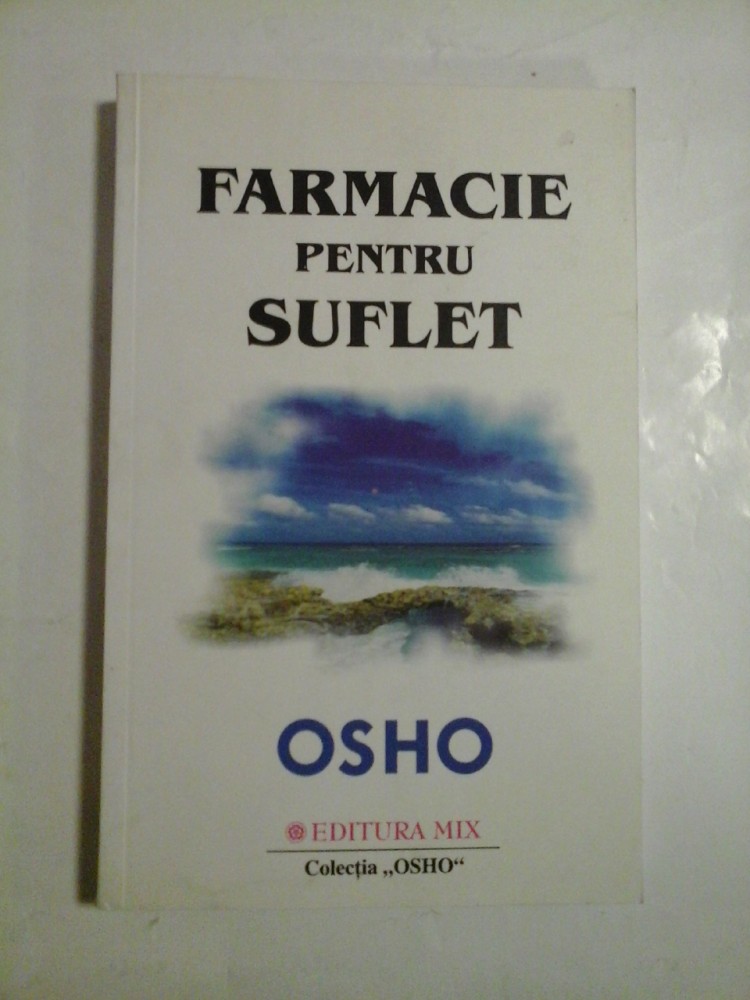 FARMACIE
PENTRU
SUFLET
OSHO
EDITURA MIX
Colecția „OSHO“